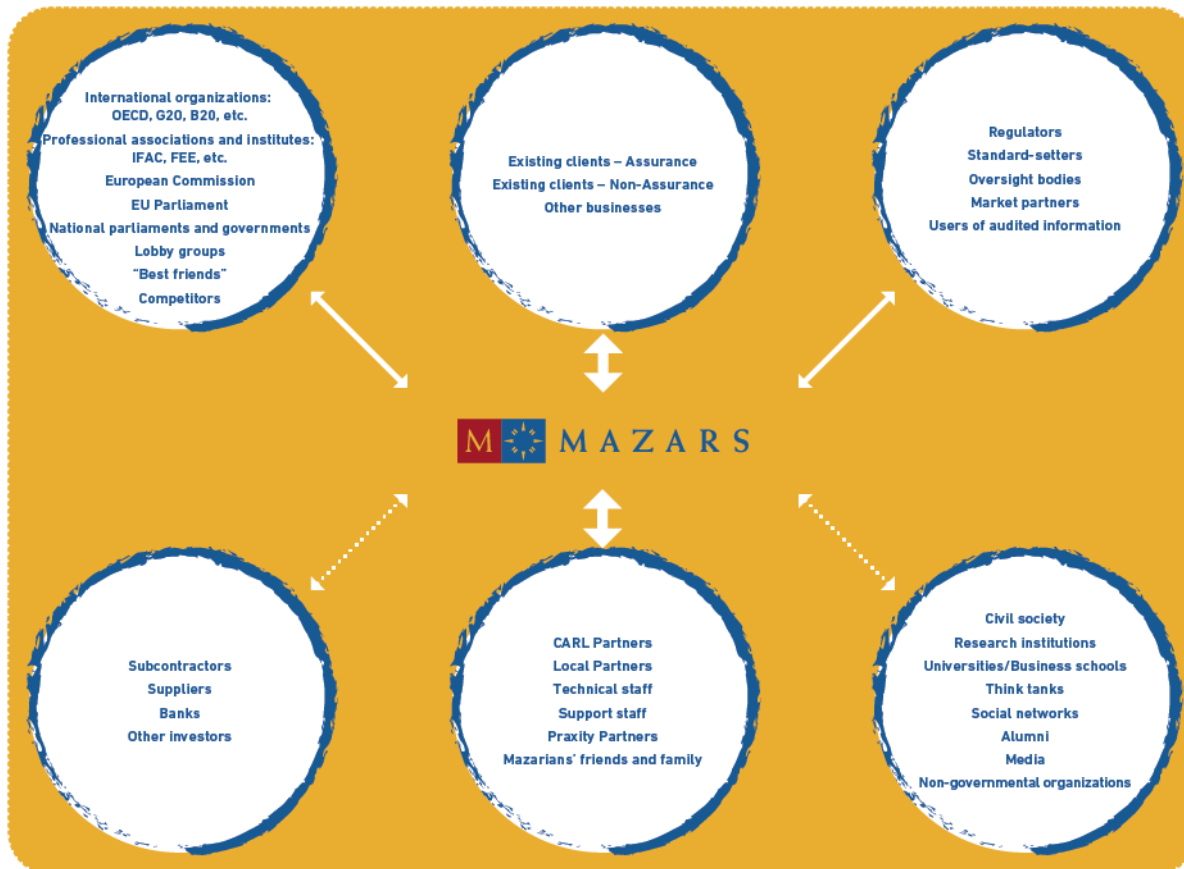 International organizations:
OECD, G20, B20, etc.
Professional associations and institutes:
IFAC, FEE, etc.
European Commission
EU Parliament
National parliaments and governments
Lobby groups
“Best friends”
Competitors
Existing clients – Assurance
Existing clients – Non-Assurance
Other businesses
Regulators
Standard-setters
Oversight bodies
Market partners
Users of audited information
M MAZARS
Subcontractors
Suppliers
Banks
Other investors
CARL Partners
Local Partners
Technical staff
Support staff
Praxity Partners
Mazarians’ friends and family
Civil society
Research institutions
Universities/Business schools
Think tanks
Social networks
Alumni
Media
Non-governmental organizations